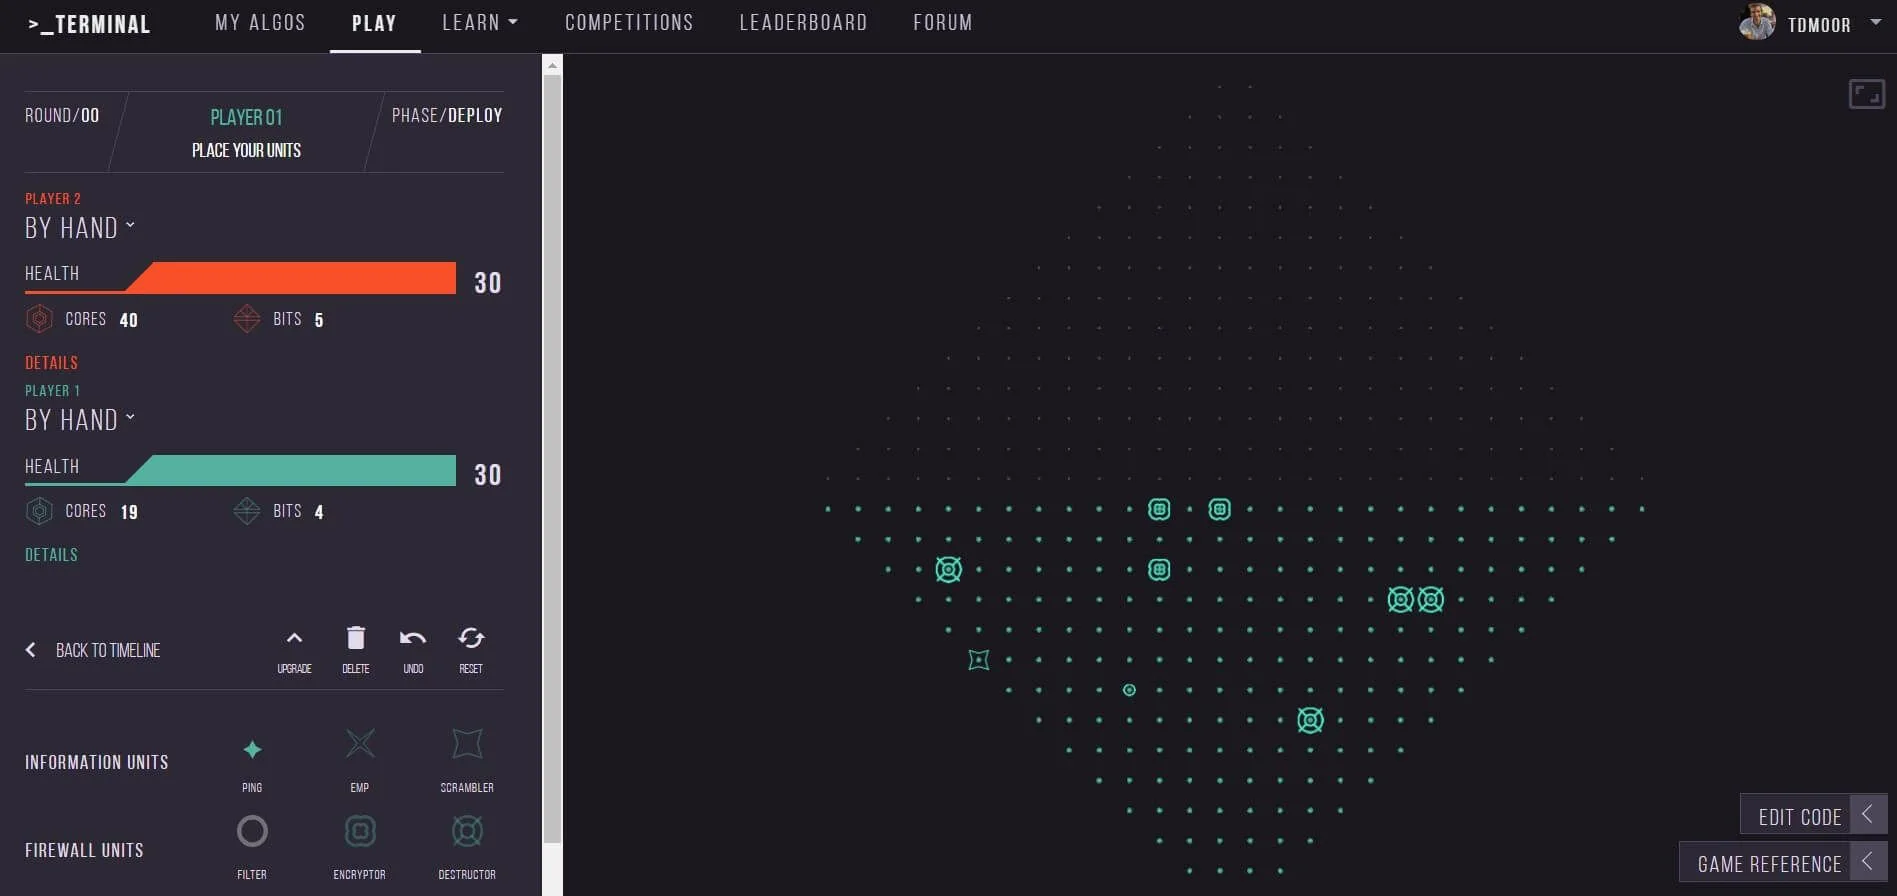 >_TERMINAL
MY ALGOS
PLAY
LEARN
COMPETITIONS
LEADERBOARD
FORUM
TDMOOR
ROUND/00
PLAYER 01
PLACE YOUR UNITS
PHASE/DEPLOY
PLAYER 2
BY HAND
HEALTH
30
CORES 40
BITS 5
DETAILS
PLAYER 1
BY HAND
HEALTH
30
CORES 19
BITS 4
DETAILS
BACK TO TIMELINE
UPGRADE
DELETE
UNDO
RESET
INFORMATION UNITS
PING
EMP
SCRAMBLER
FIREWALL UNITS
FILTER
ENCRYPTOR
DESTRUCTOR
EDIT CODE
GAME REFERENCE